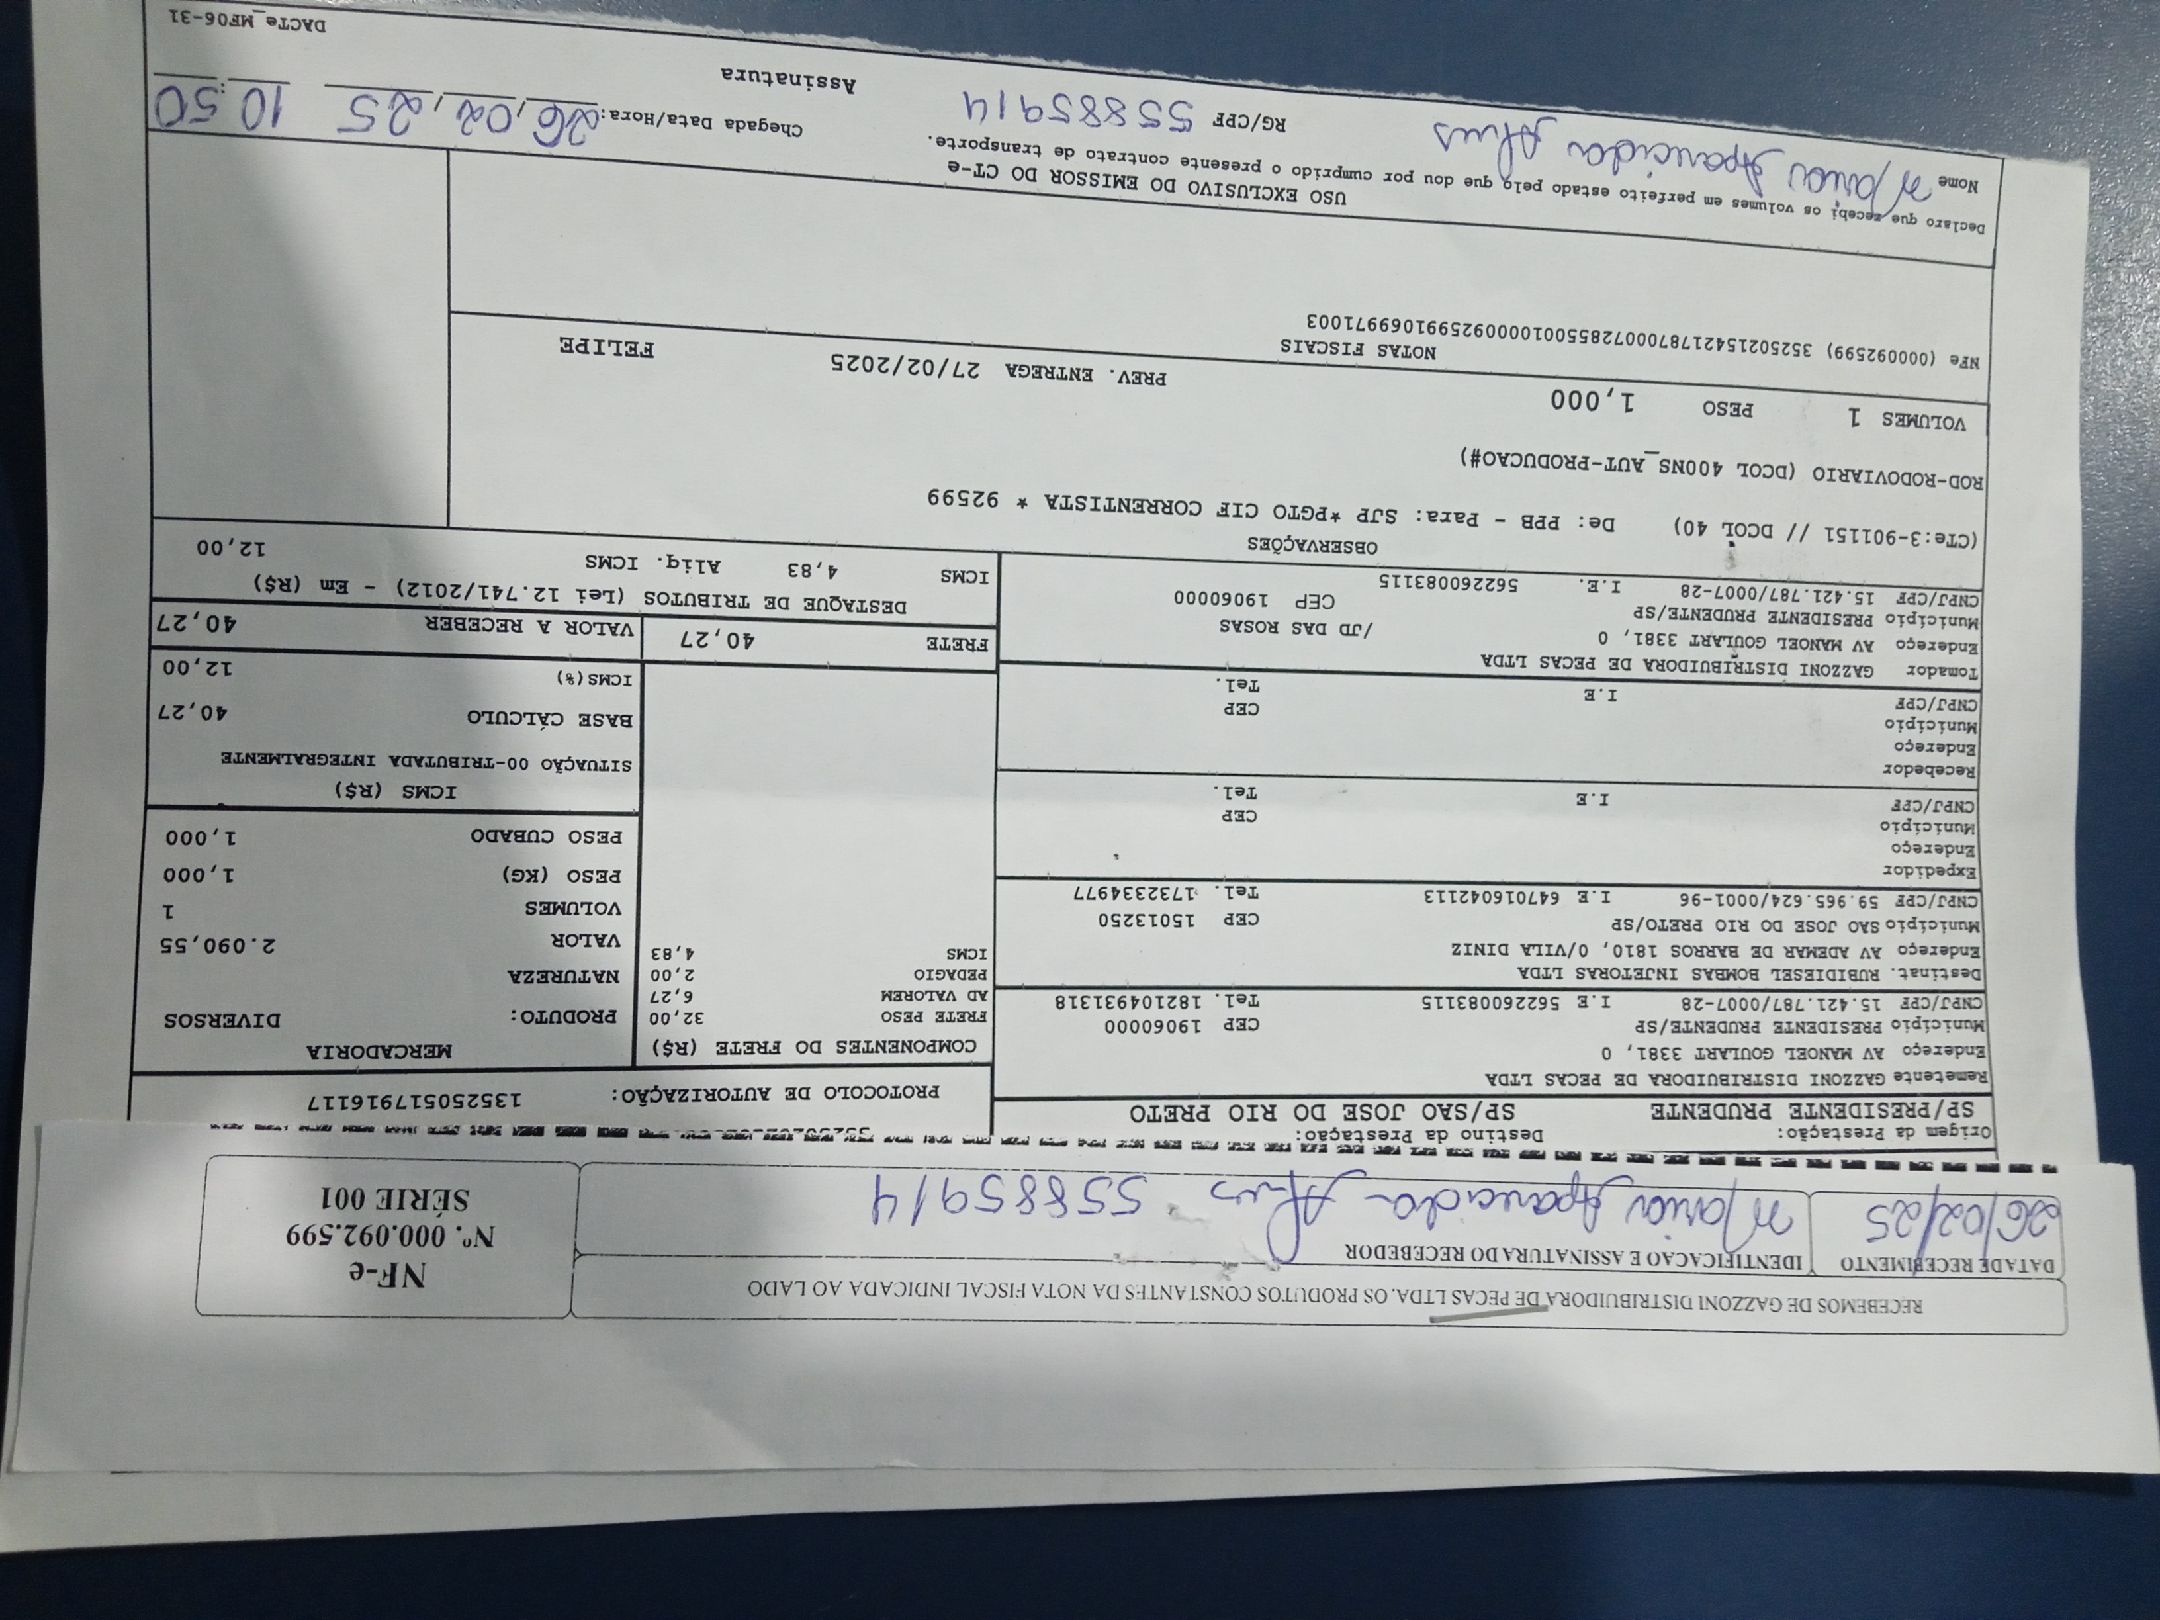 RECEBEMOS DE GAZZONI DISTRIBUIDORA DE PECAS LTDA. OS PRODUTOS CONSTANTES DA NOTA FISCAL INDICADA AO LADO
DATA DE RECEBIMENTO
26/02/25
IDENTIFICACAO E ASSINATURA DO RECEBEDOR
Maria Aparecida 55885914
NF-e
Nº. 000.092.599
SÉRIE 001
Origem da Prestação: Destino da Prestação:
SP/PRESIDENTE PRUDENTE SP/SAO JOSE DO RIO PRETO
Remetente GAZZONI DISTRIBUIDORA DE PECAS LTDA
Endereço AV MANOEL GOULART 3381, 0
Município PRESIDENTE PRUDENTE/SP CEP 19060000
CNPJ/CPF 15.421.787/0007-28 I.E 562260083115 Tel. 182104931318
Destinat. RUBIDIESEL BOMBAS INJETORAS LTDA
Endereço AV ADEMAR DE BARROS 1810, 0/VILA DINIZ
Município SAO JOSE DO RIO PRETO/SP CEP 15013250
CNPJ/CPF 59.965.624/0001-96 I.E 647016042113 Tel. 1732334977
Expedidor
Endereço
Município CEP
CNPJ/CPF I.E Tel.
Recebedor
Endereço
Município CEP
CNPJ/CPF I.E Tel.
Tomador GAZZONI DISTRIBUIDORA DE PECAS LTDA
Endereço AV MANOEL GOULART 3381, 0 /JD DAS ROSAS
Município PRESIDENTE PRUDENTE/SP CEP 19060000
CNPJ/CPF 15.421.787/0007-28 I.E. 562260083115
PROTOCOLO DE AUTORIZAÇÃO: 135250517916117
COMPONENTES DO FRETE (R$)
FRETE PESO 32,00
AD VALOREM 6,27
PEDAGIO 2,00
ICMS 4,83
MERCADORIA
PRODUTO: DIVERSOS
NATUREZA
VALOR 2.090,55
VOLUMES 1
PESO (KG) 1,000
PESO CUBADO 1,000
ICMS (R$)
SITUAÇÃO 00-TRIBUTADA INTEGRALMENTE
BASE CÁLCULO 40,27
ICMS(%) 12,00
FRETE 40,27
VALOR A RECEBER 40,27
DESTAQUE DE TRIBUTOS (Lei 12.741/2012) - Em (R$)
ICMS 4,83 Aliq. ICMS 12,00
OBSERVAÇÕES
(CTe:3-901151 // DCOL 40) De: PPB - Para: SJP *PGTO CIF CORRENTISTA * 92599
ROD-RODOVIARIO (DCOL 400NS_AUT-PRODUCAO#)
VOLUMES 1 PESO 1,000 PREV. ENTREGA 27/02/2025 FELIPE
NOTAS FISCAIS
NFe (000092599) 35250215421787000728550010000925991069971003
USO EXCLUSIVO DO EMISSOR DO CT-e
Declaro que recebi os volumes em perfeito estado pelo que dou por cumprido o presente contrato de transporte.
Nome Maria Aparecida RG/CPF 55885914
Chegada Data/Hora: 26, 02, 25 10:50
Assinatura
DACTe_MF06-31